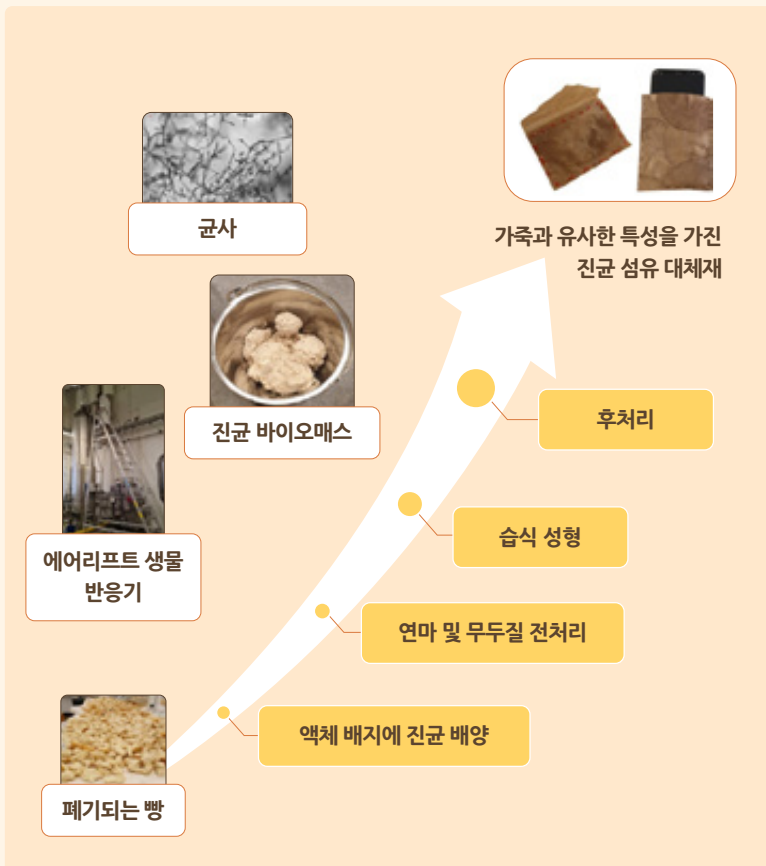 균사
가죽과 유사한 특성을 가진
진균 섬유 대체재
진균 바이오매스
후처리
습식 성형
에어리프트 생물
반응기
연마 및 무두질 전처리
액체 배지에 진균 배양
폐기되는 빵